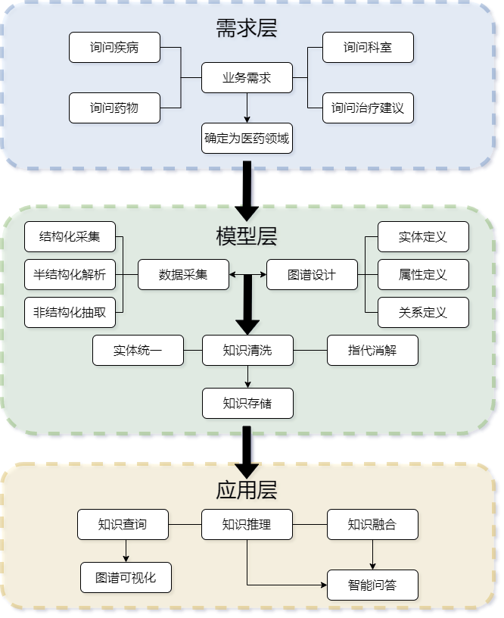 需求层
询问疾病
询问科室
业务需求
询问药物
询问治疗建议
确定为医药领域
模型层
结构化采集
实体定义
半结构化解析
数据采集
图谱设计
属性定义
非结构化抽取
关系定义
实体统一
知识清洗
指代消解
知识存储
应用层
知识查询
知识推理
知识融合
图谱可视化
智能问答